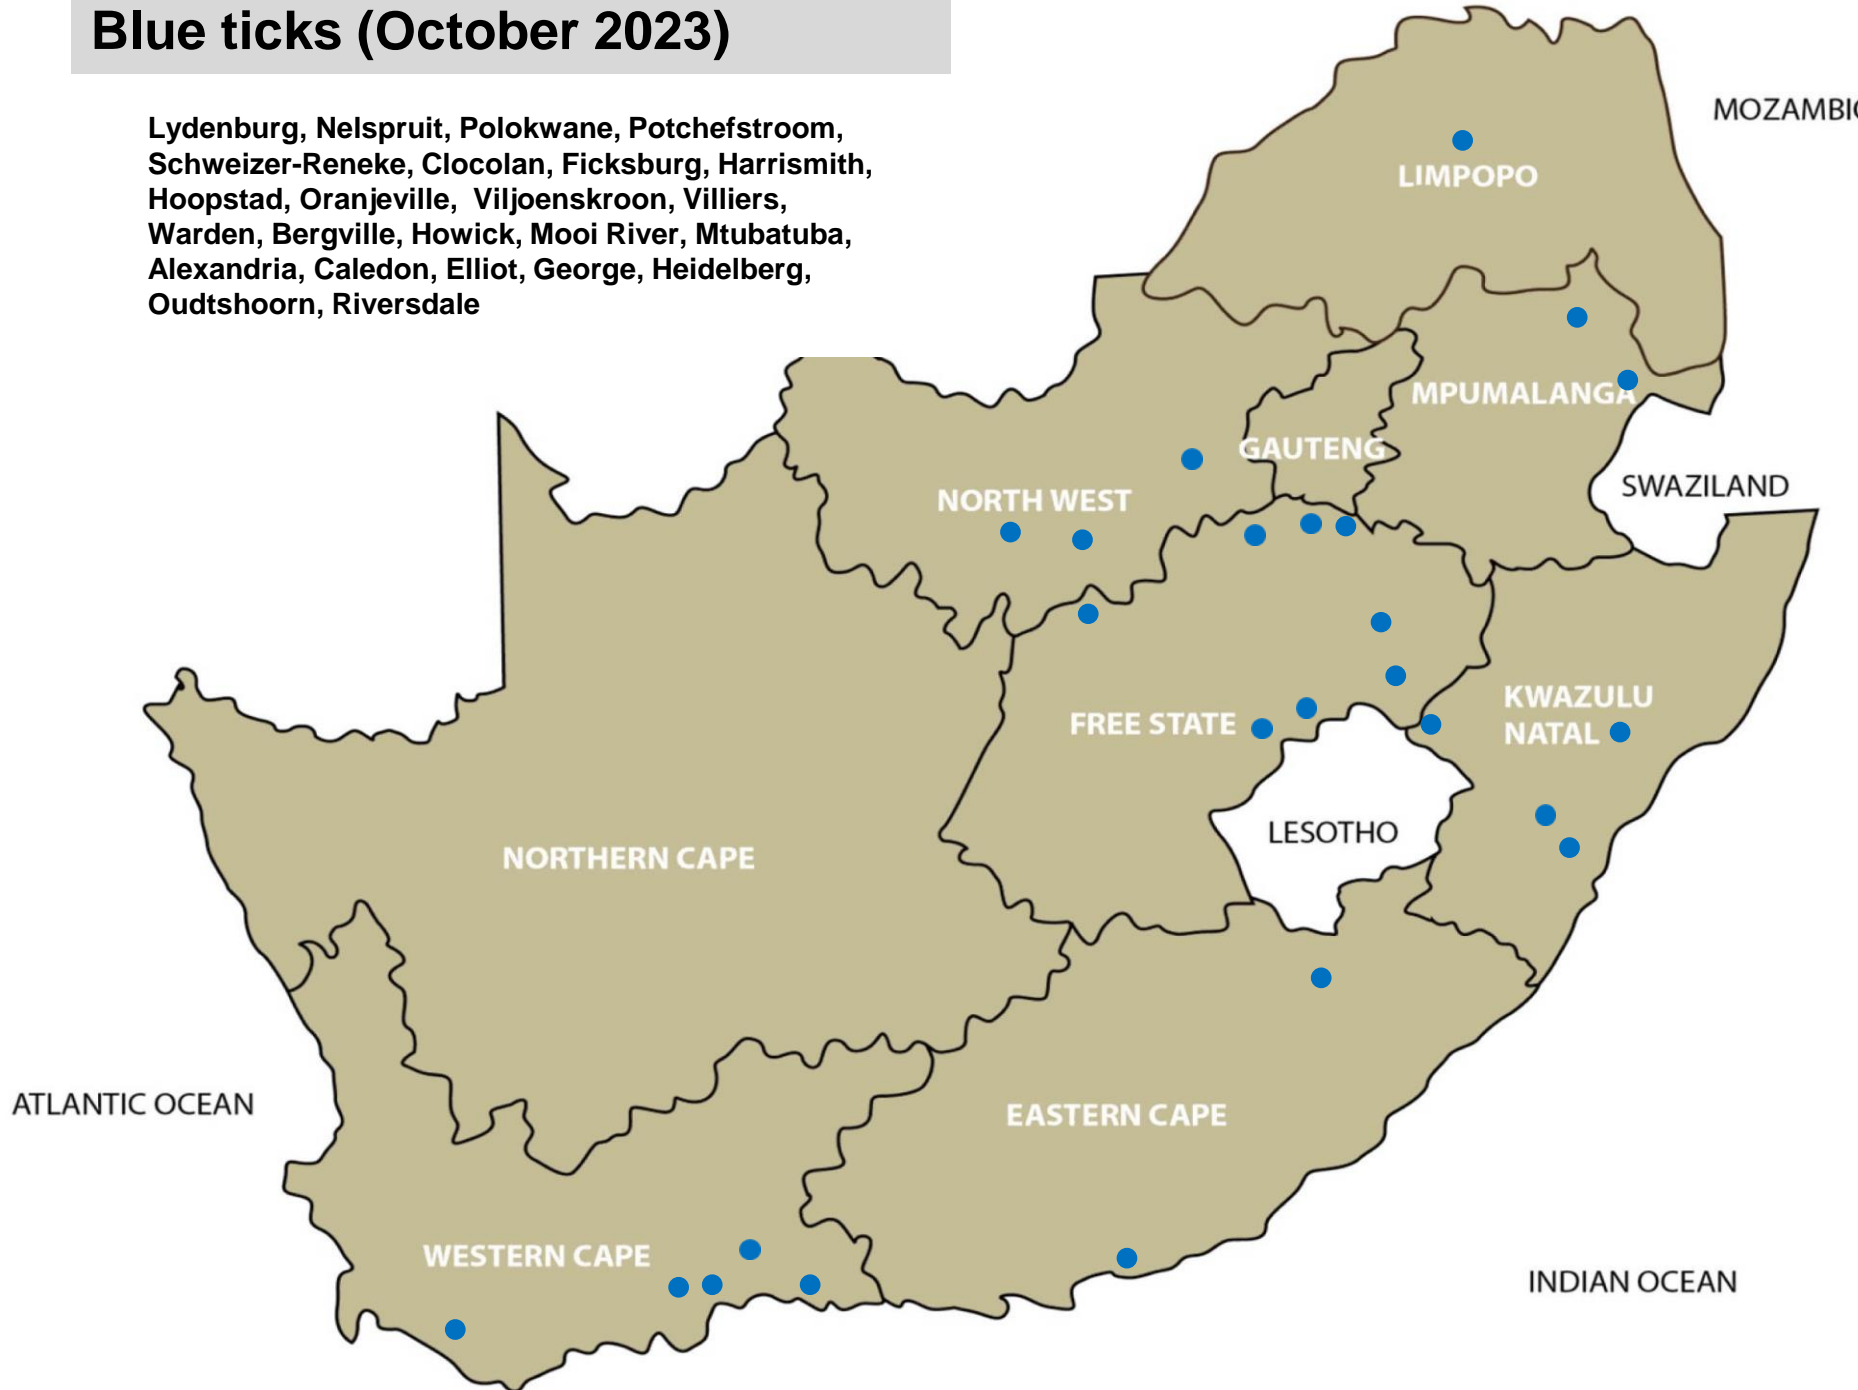 Blue ticks (October 2023)
Lydenburg, Nelspruit, Polokwane, Potchefstroom,
Schweizer-Reneke, Clocolan, Ficksburg, Harrismith,
Hoopstad, Oranjeville, Viljoenskroon, Villiers,
Warden, Bergville, Howick, Mooi River, Mtubatuba,
Alexandria, Caledon, Elliot, George, Heidelberg,
Oudtshoorn, Riversdale
MOZAMBIC
LIMPOPO
MPUMALANGA
GAUTENG
SWAZILAND
NORTH WEST
KWAZULU
NATAL
FREE STATE
LESOTHO
NORTHERN CAPE
ATLANTIC OCEAN
EASTERN CAPE
WESTERN CAPE
INDIAN OCEAN